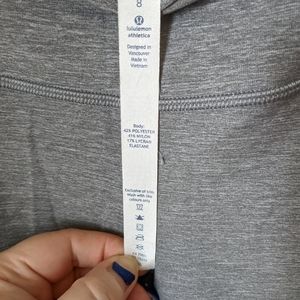 8
lululemon
athletica
Designed in
Vancouver
Made in
Vietnam
Body:
42% POLYESTER
41% NYLON
17% LYCRA®
ELASTANE
Exclusive of trim
Wash with like
colours only